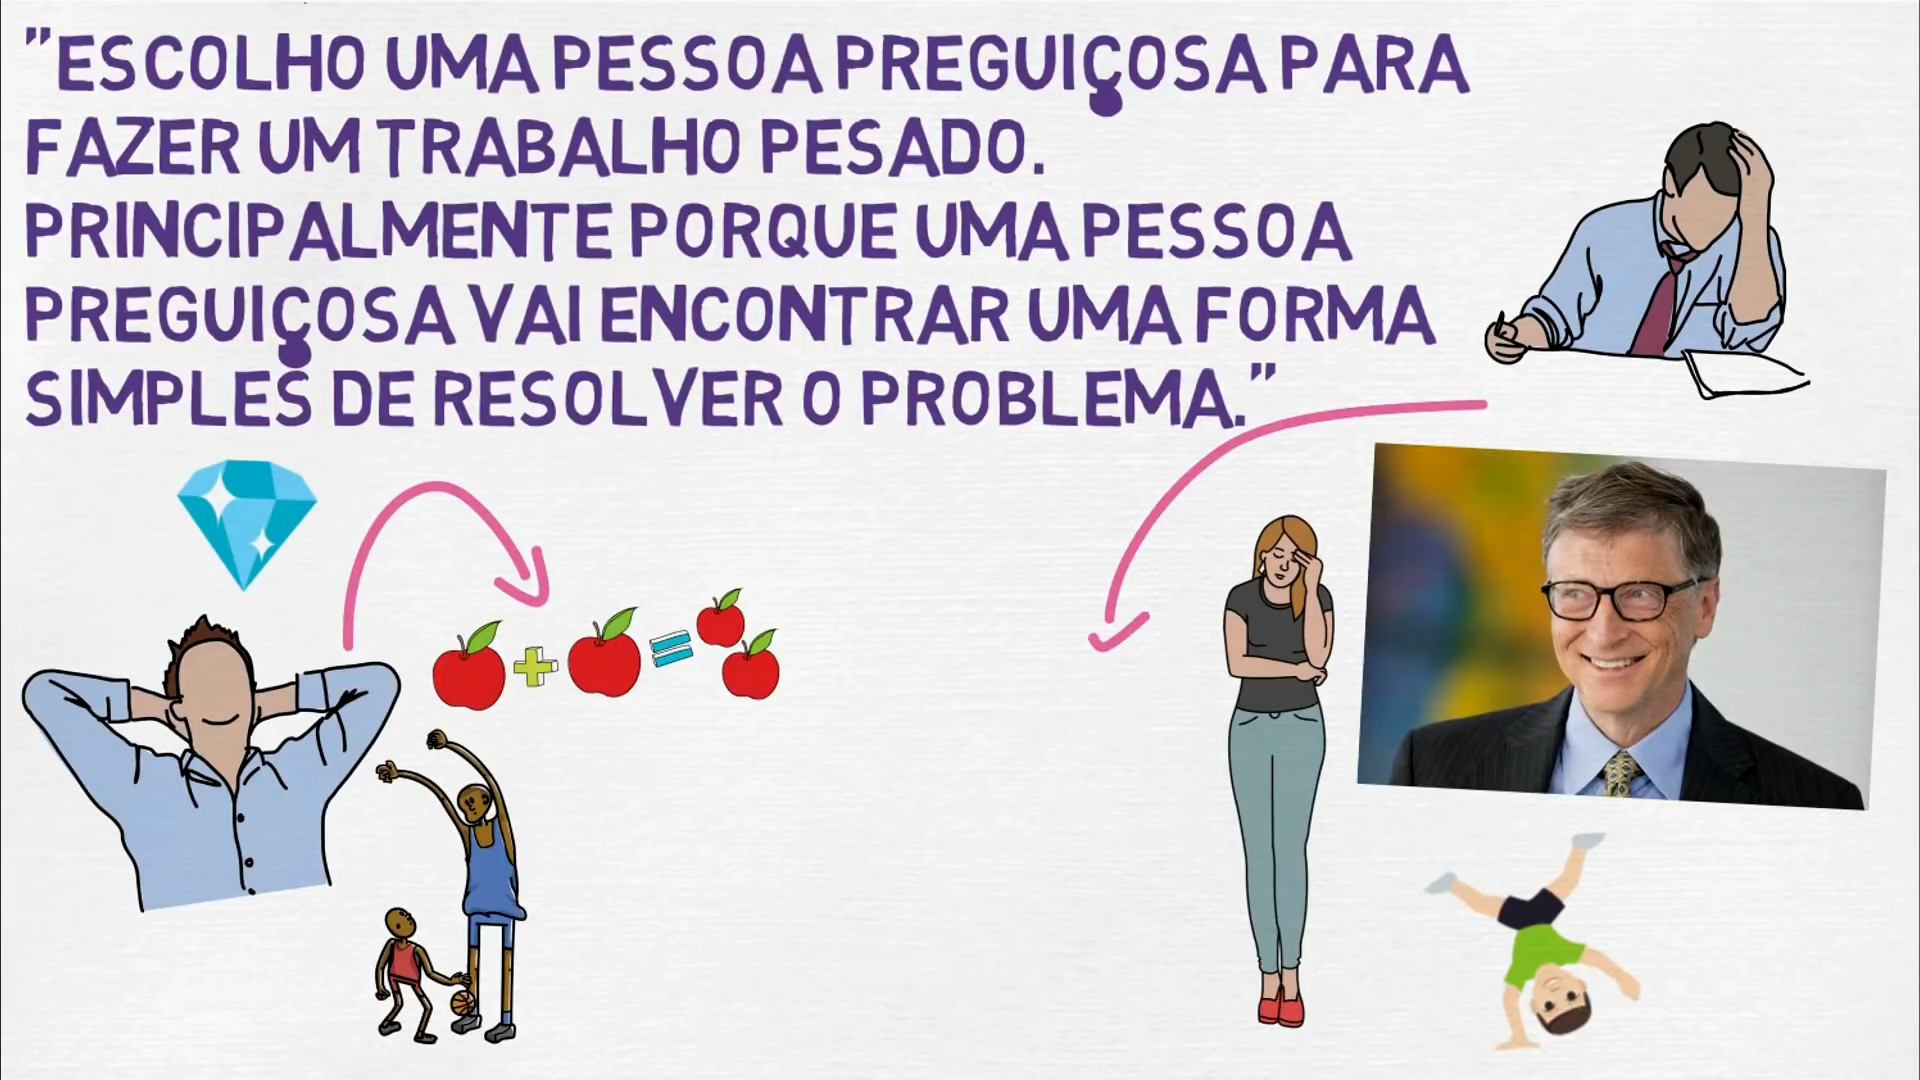 "ESCOLHO UMA PESSOA PREGUIÇOSA PARA
FAZER UM TRABALHO PESADO.
PRINCIPALMENTE PORQUE UMA PESSOA
PREGUIÇOSA VAI ENCONTRAR UMA FORMA
SIMPLES DE RESOLVER O PROBLEMA."